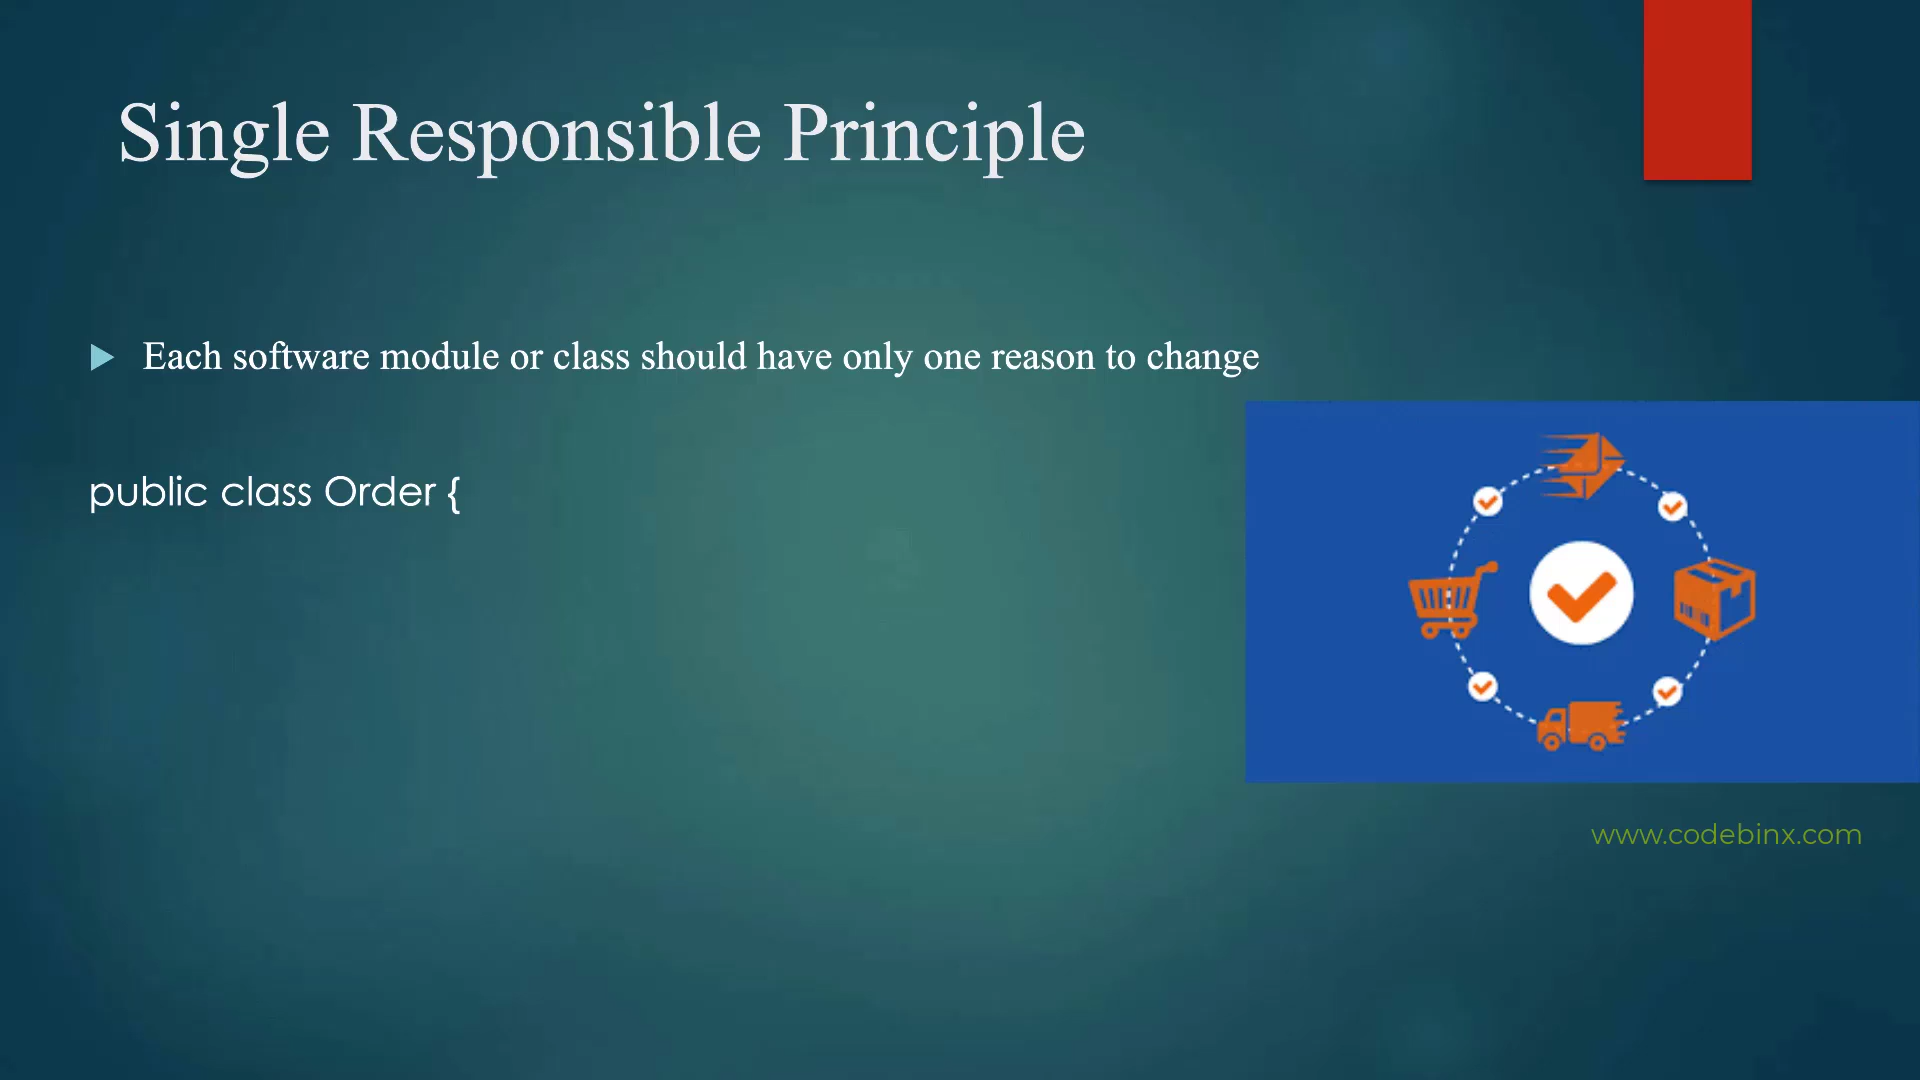 Single Responsible Principle
Each software module or class should have only one reason to change
public class Order {
www.codebinx.com